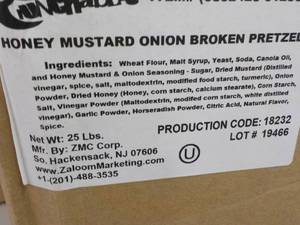 HONEY MUSTARD ONION BROKEN PRETZEL
Ingredients: Wheat Flour, Malt Syrup, Yeast, Soda, Canola Oil,
and Honey Mustard & Onion Seasoning - Sugar, Dried Mustard (Distilled
vinegar, spice, salt, maltodextrin, modified food starch, turmeric), Onion
Powder, Dried Honey (Honey, corn starch, calcium stearate), Corn Starch,
Salt, Vinegar Powder (Maltodextrin, modifed corn starch, white distilled
vinegar), Garlic Powder, Horseradish Powder, Citric Acid, Natural Flavor,
Spice.
Net Wt: 25 Lbs.
PRODUCTION CODE: 18232
Mfr. By: ZMC Corp.
LOT # 19466
So. Hackensack, NJ 07606
www.ZaloomMarketing.com
+1-(201)-488-3535
U